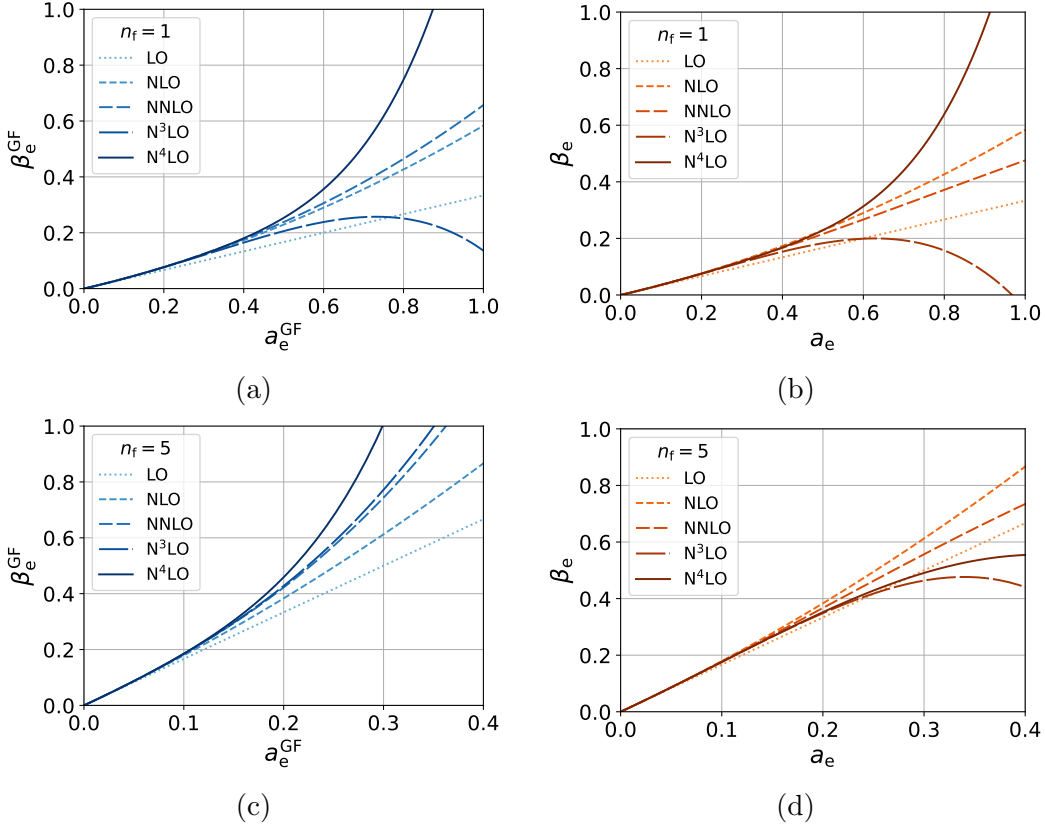 n_f = 1
LO
NLO
NNLO
N³LO
N⁴LO
β_e^GF
0.0
0.2
0.4
0.6
0.8
1.0
0.0
0.2
0.4
0.6
0.8
1.0
a_e^GF
(a)
n_f = 1
LO
NLO
NNLO
N³LO
N⁴LO
β_e
0.0
0.2
0.4
0.6
0.8
1.0
0.0
0.2
0.4
0.6
0.8
1.0
a_e
(b)
n_f = 5
LO
NLO
NNLO
N³LO
N⁴LO
β_e^GF
0.0
0.2
0.4
0.6
0.8
1.0
0.0
0.1
0.2
0.3
0.4
a_e^GF
(c)
n_f = 5
LO
NLO
NNLO
N³LO
N⁴LO
β_e
0.0
0.2
0.4
0.6
0.8
1.0
0.0
0.1
0.2
0.3
0.4
a_e
(d)